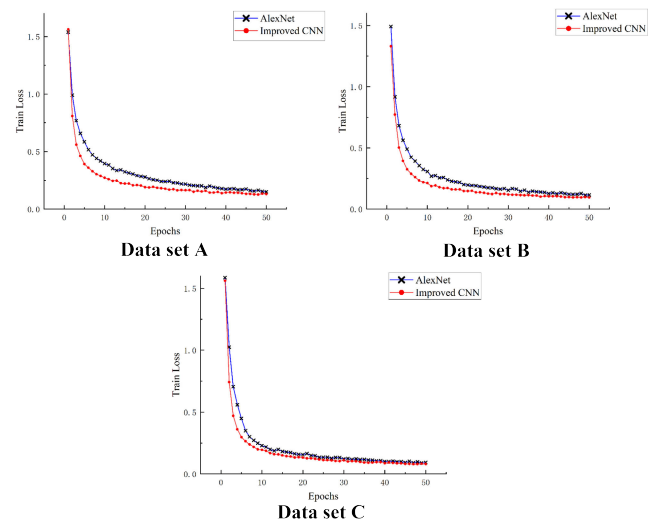 AlexNet
Improved CNN
Train Loss
1.5
1.0
0.5
0.0
0 10 20 30 40 50
Epochs
Data set A
AlexNet
Improved CNN
Train Loss
1.5
1.0
0.5
0.0
0 10 20 30 40 50
Epochs
Data set B
AlexNet
Improved CNN
Train Loss
1.5
1.0
0.5
0.0
0 10 20 30 40 50
Epochs
Data set C